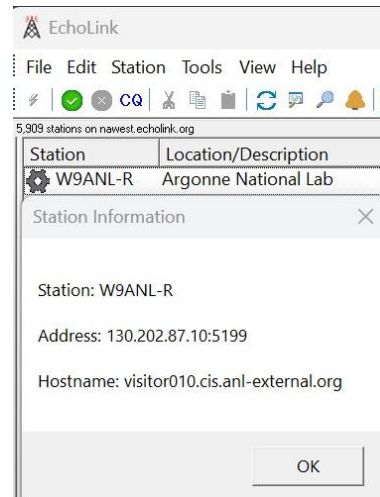 EchoLink
File Edit Station Tools View Help
CQ
5,909 stations on nawest.echolink.org
Station Location/Description
W9ANL-R Argonne National Lab
Station Information
Station: W9ANL-R
Address: 130.202.87.10:5199
Hostname: visitor010.cis.anl-external.org
OK